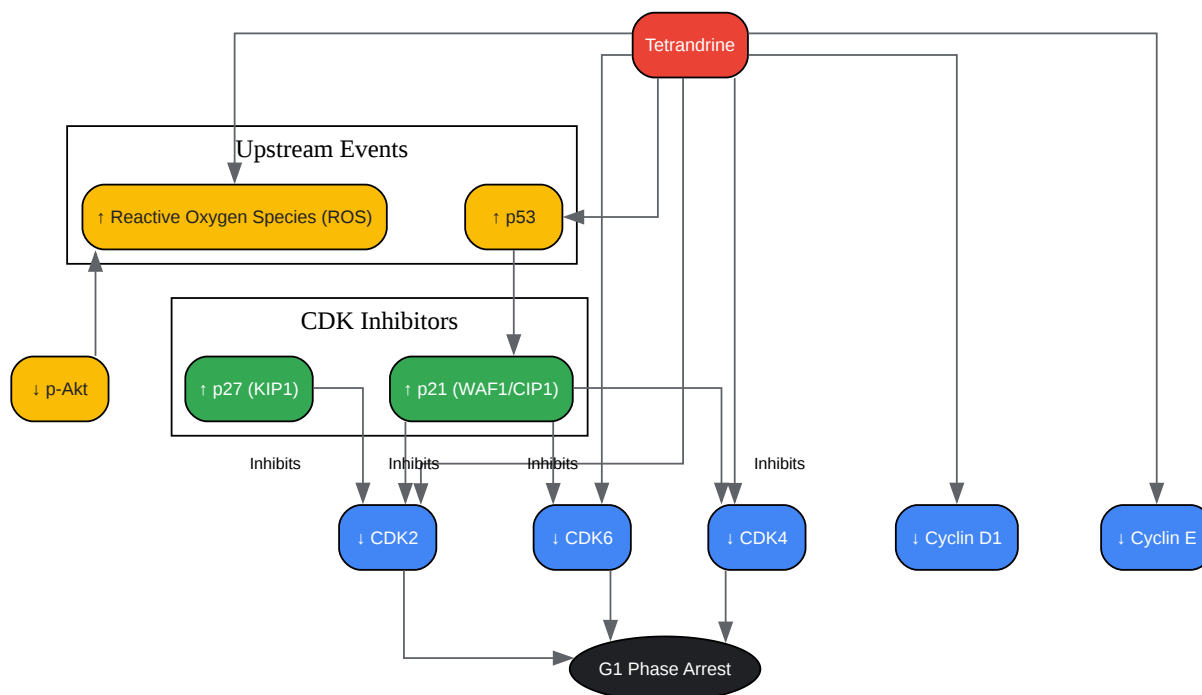 Tetrandrine
Upstream Events
↑ Reactive Oxygen Species (ROS)
↑ p53
CDK Inhibitors
↓ p-Akt
↑ p27 (KIP1)
↑ p21 (WAF1/CIP1)
Inhibits
Inhibits
Inhibits
Inhibits
↓ CDK2
↓ CDK6
↓ CDK4
↓ Cyclin D1
↓ Cyclin E
G1 Phase Arrest